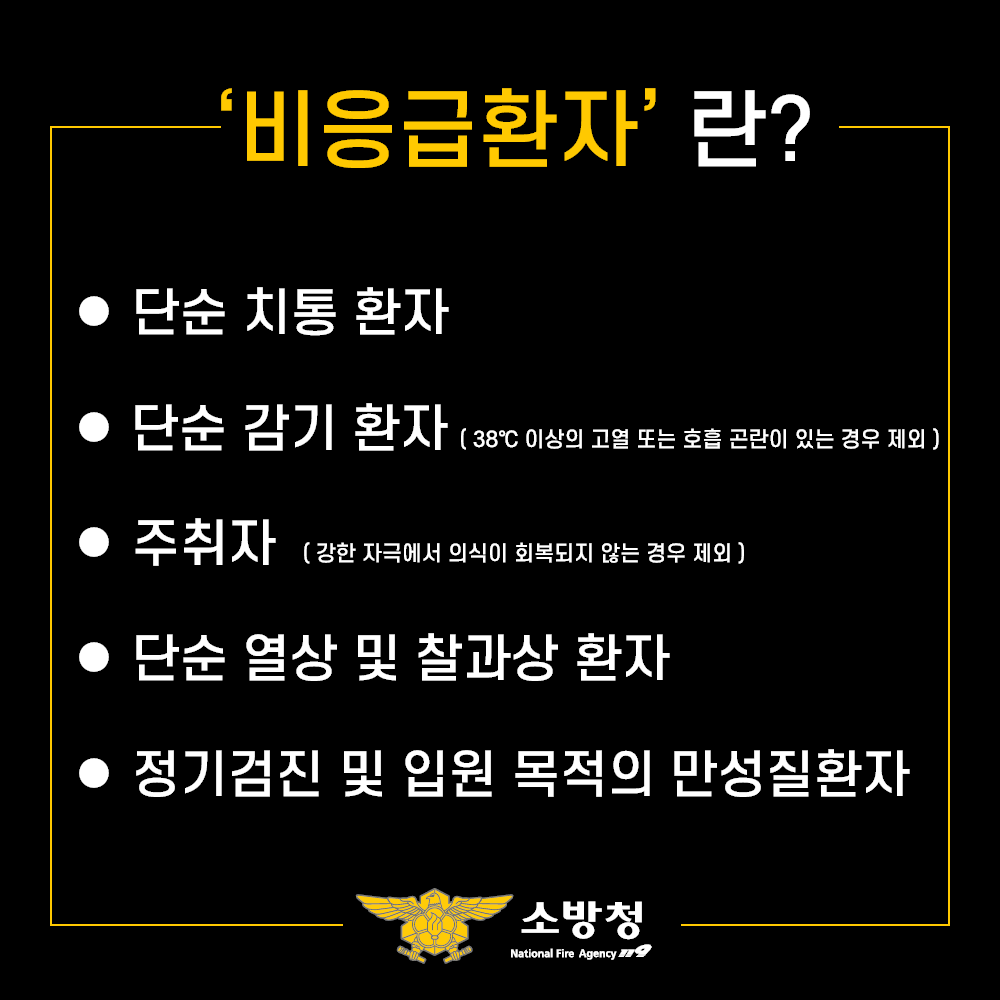 ‘비응급환자’ 란?
● 단순 치통 환자
● 단순 감기 환자 ( 38℃ 이상의 고열 또는 호흡 곤란이 있는 경우 제외 )
● 주취자 ( 강한 자극에서 의식이 회복되지 않는 경우 제외 )
● 단순 열상 및 찰과상 환자
● 정기검진 및 입원 목적의 만성질환자
소방청
National Fire Agency 119